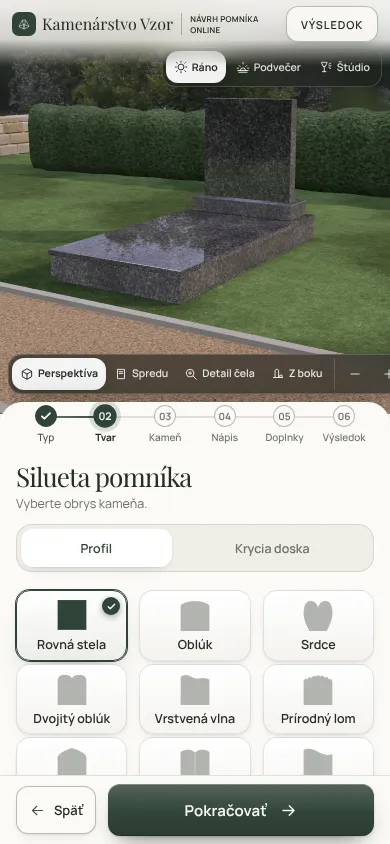 Kamenárstvo Vzor
NÁVRH POMNÍKA
ONLINE
VÝSLEDOK
Ráno
Podvečer
Štúdio
Perspektíva
Spredu
Detail čela
Z boku
02
03
04
05
06
Typ
Tvar
Kameň
Nápis
Doplnky
Výsledok
Silueta pomníka
Vyberte obrys kameňa.
Profil
Krycia doska
Rovná stela
Oblúk
Srdce
Dvojitý oblúk
Vrstvená vlna
Prírodný lom
Späť
Pokračovať